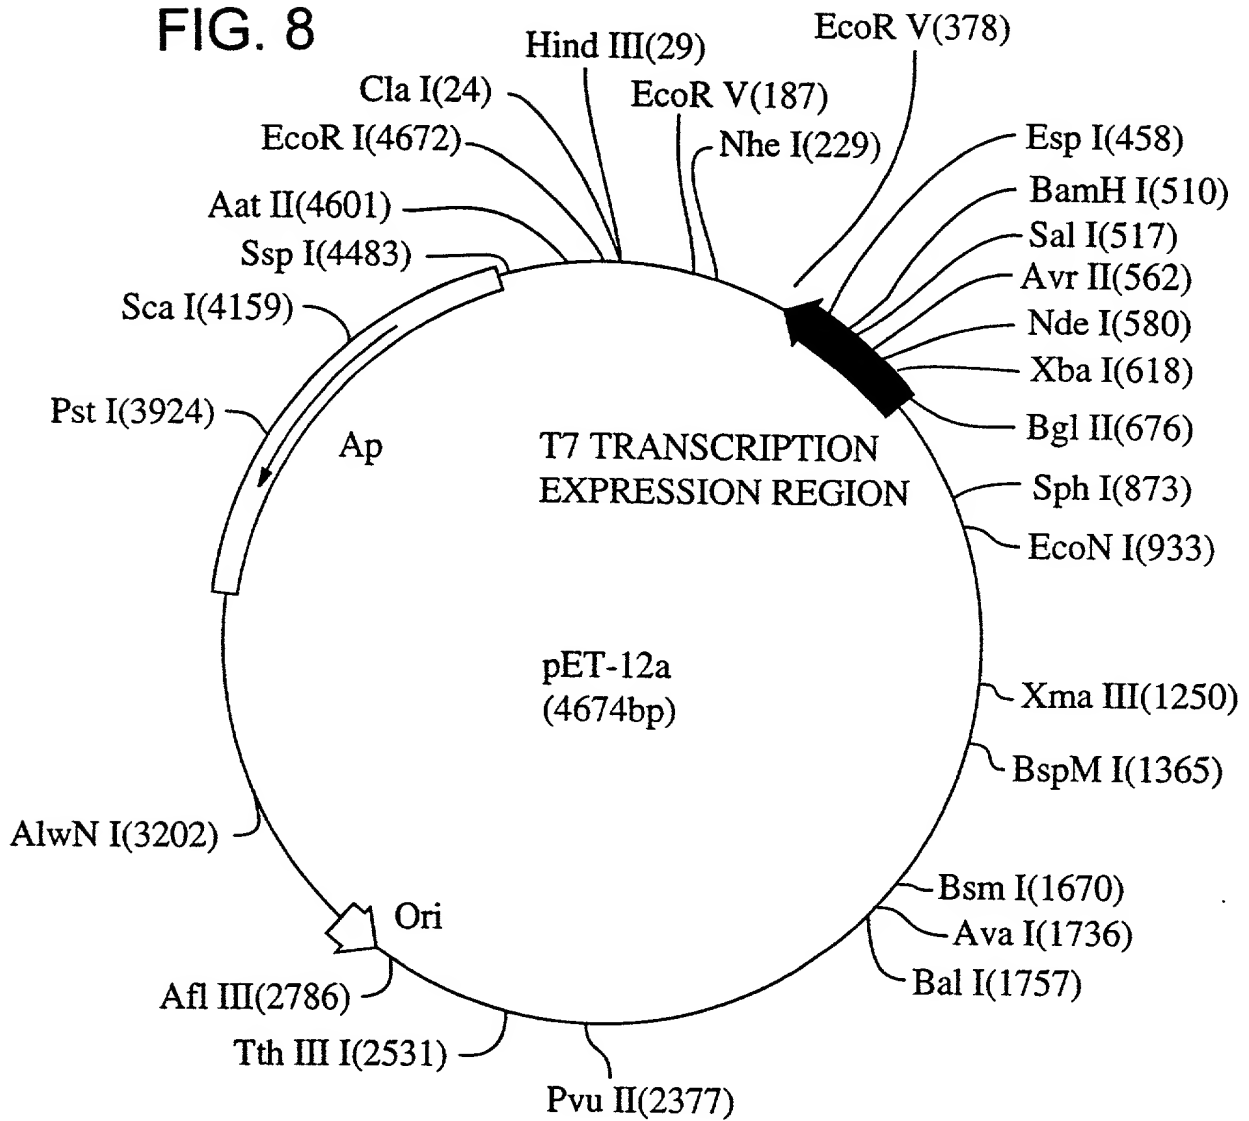 FIG. 8
EcoR V(378)
Hind III(29)
Cla I(24)
EcoR V(187)
EcoR I(4672)
Nhe I(229)
Esp I(458)
BamH I(510)
Aat II(4601)
Sal I(517)
Ssp I(4483)
Avr II(562)
Sca I(4159)
Nde I(580)
Xba I(618)
Pst I(3924)
Bgl II(676)
Ap
T7 TRANSCRIPTION
EXPRESSION REGION
Sph I(873)
EcoN I(933)
pET-12a
(4674bp)
Xma III(1250)
BspM I(1365)
AlwN I(3202)
Bsm I(1670)
Ori
Ava I(1736)
Bal I(1757)
Afl III(2786)
Tth III I(2531)
Pvu II(2377)